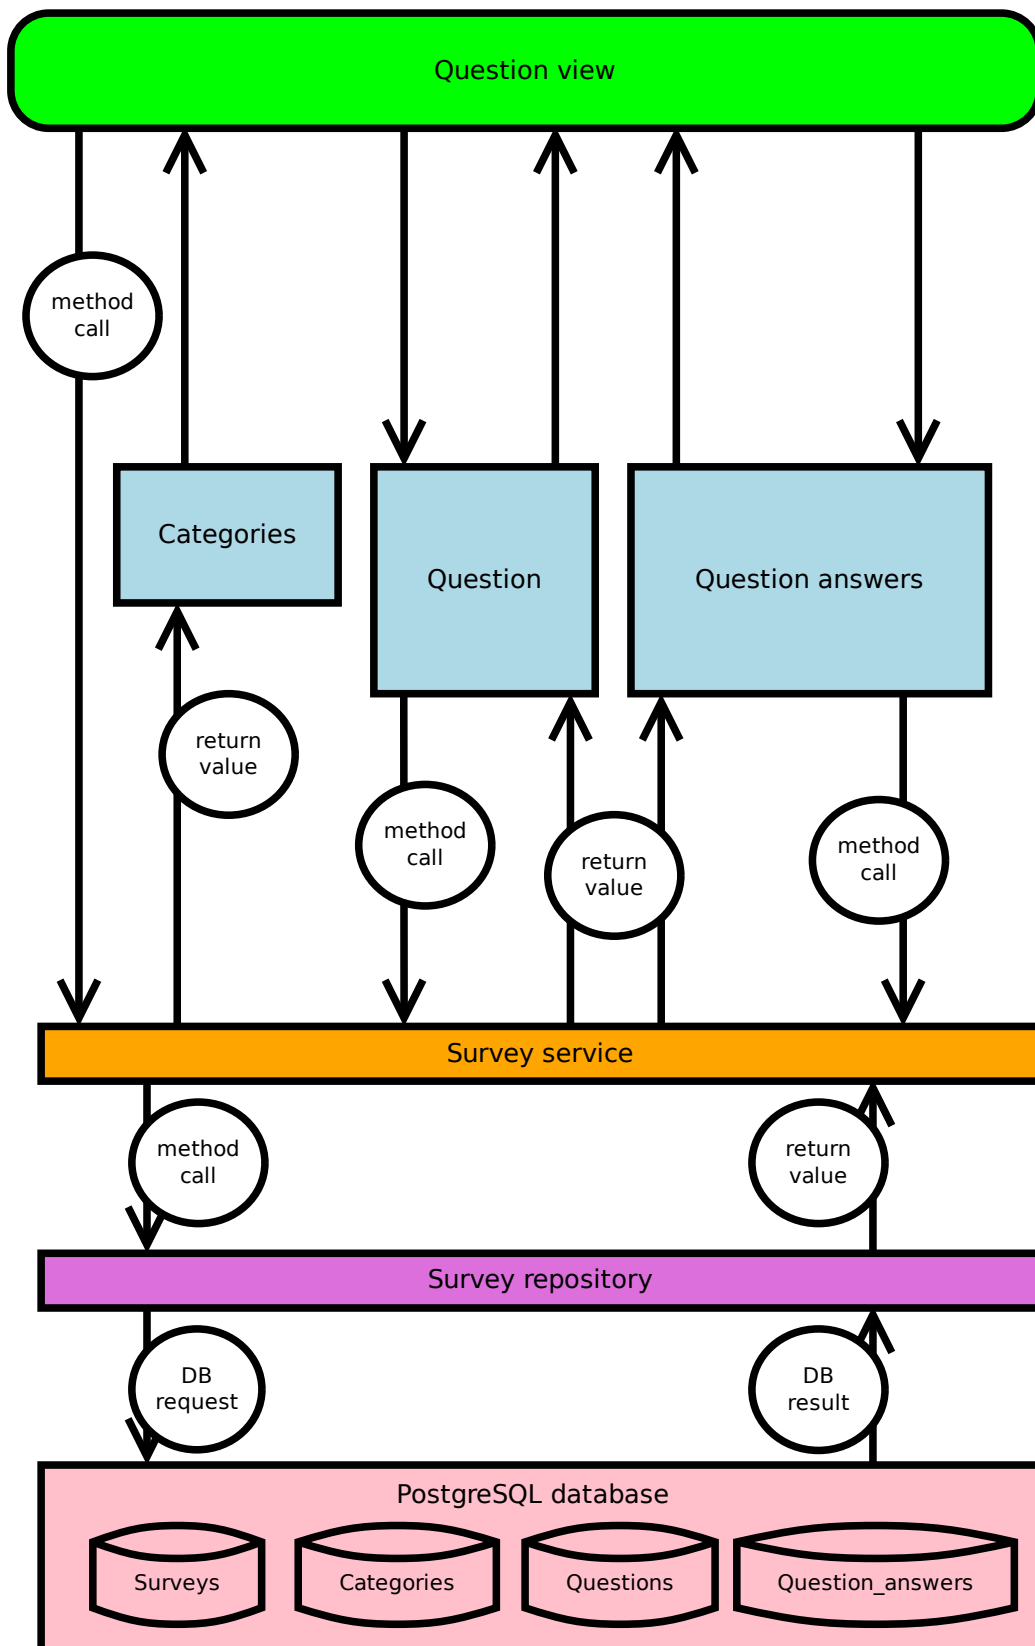 Question view
method
call
Categories
Question
Question answers
return
value
method
call
return
value
method
call
Survey service
method
call
return
value
Survey repository
DB
request
DB
result
PostgreSQL database
Surveys
Categories
Questions
Question_answers